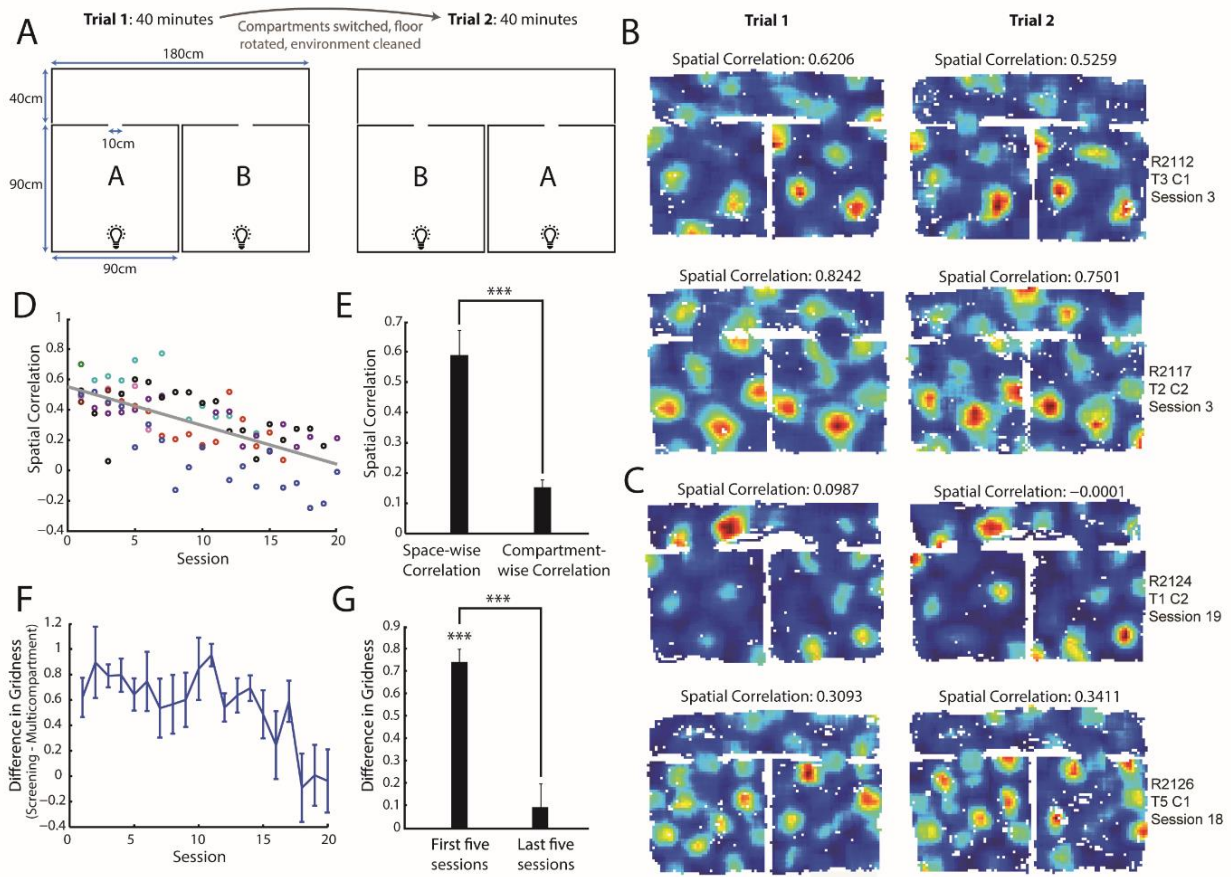 A
Trial 1: 40 minutes
Trial 2: 40 minutes
Compartments switched, floor
rotated, environment cleaned
180cm
40cm
10cm
90cm
90cm
A
B
B
A
B
Trial 1
Trial 2
Spatial Correlation: 0.6206
Spatial Correlation: 0.5259
R2112
T3 C1
Session 3
Spatial Correlation: 0.8242
Spatial Correlation: 0.7501
R2117
T2 C2
Session 3
C
Spatial Correlation: 0.0987
Spatial Correlation: −0.0001
R2124
T1 C2
Session 19
Spatial Correlation: 0.3093
Spatial Correlation: 0.3411
R2126
T5 C1
Session 18
D
Spatial Correlation
1
0.8
0.6
0.4
0.2
0
−0.2
−0.4
0 5 10 15 20
Session
E
Spatial Correlation
0.7
0.6
0.5
0.4
0.3
0.2
0.1
0
***
Space-wise
Correlation
Compartment-
wise Correlation
F
Difference in Gridness
(Screening - Multicompartment)
1.2
1
0.8
0.6
0.4
0.2
0
−0.2
−0.4
0 5 10 15 20
Session
G
Difference in Gridness
0.9
0.8
0.7
0.6
0.5
0.4
0.3
0.2
0.1
0
***
***
First five
sessions
Last five
sessions